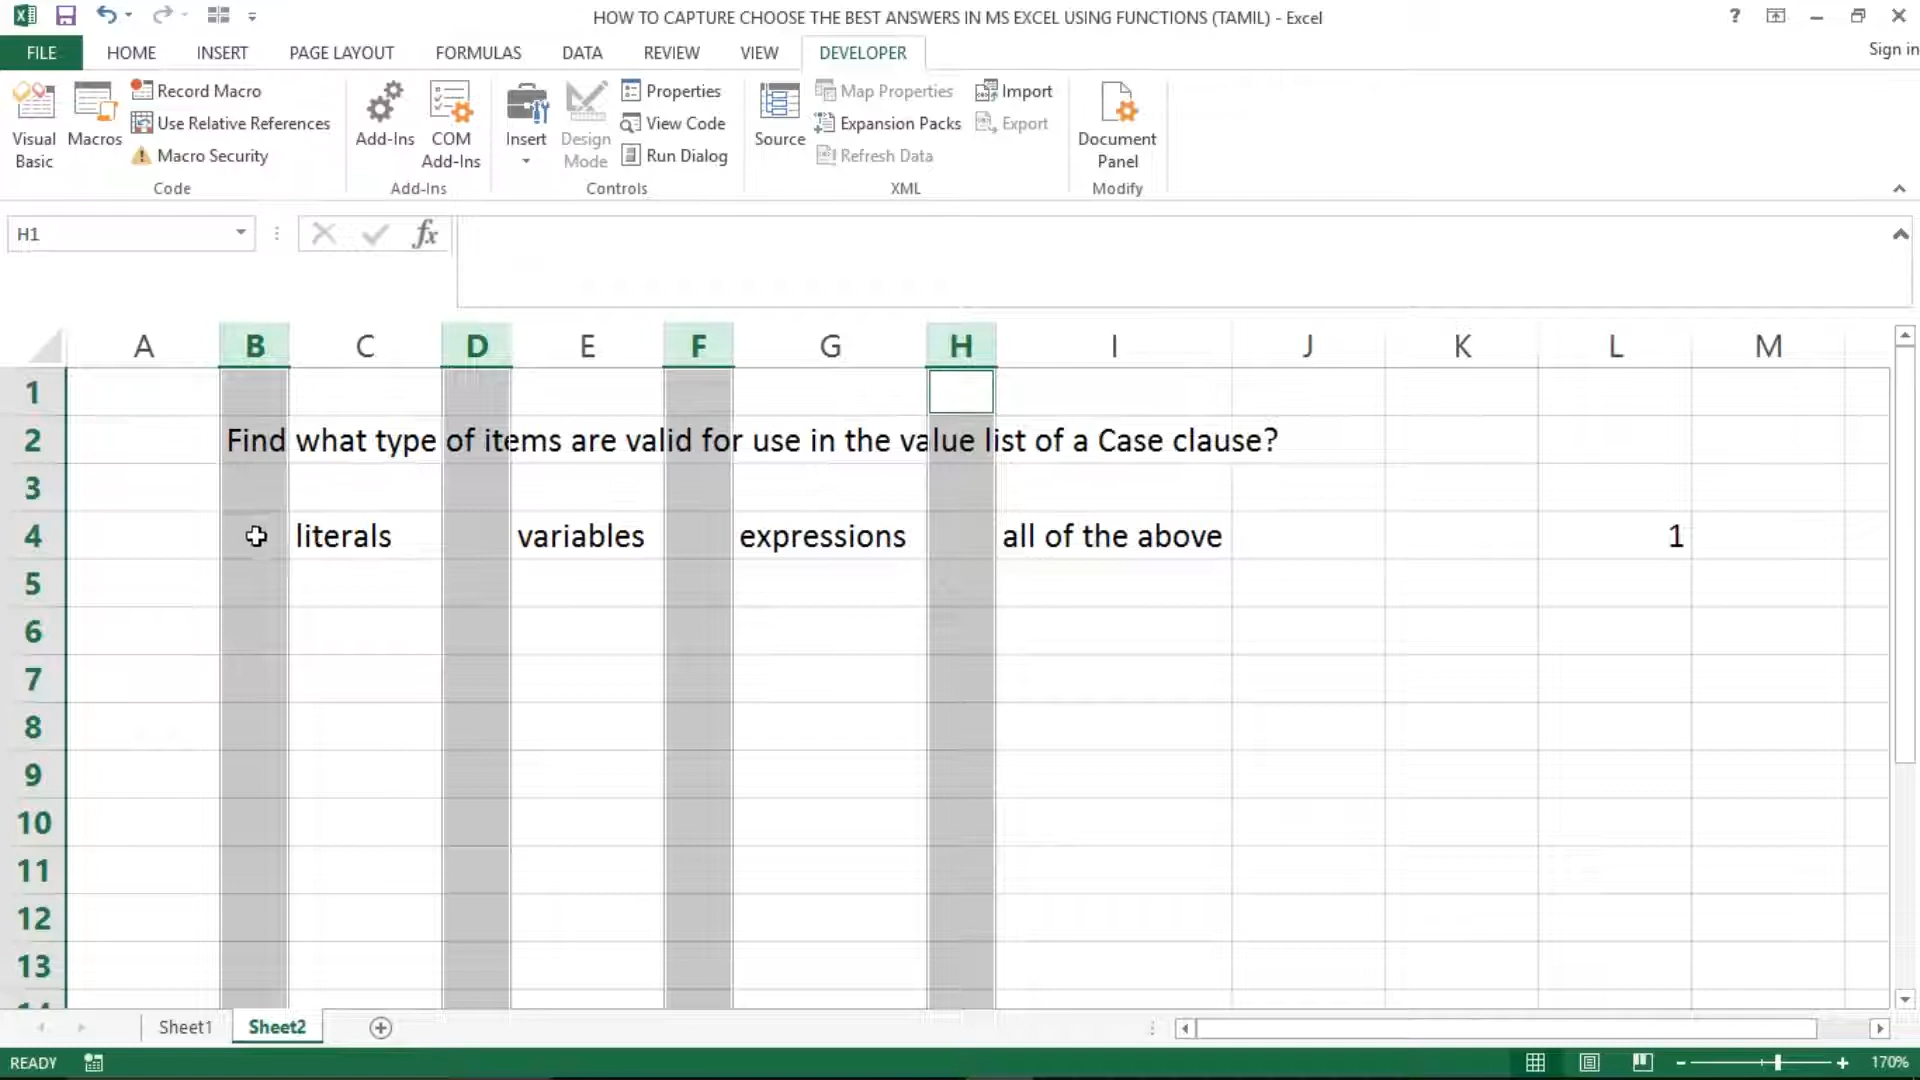 HOW TO CAPTURE CHOOSE THE BEST ANSWERS IN MS EXCEL USING FUNCTIONS (TAMIL) - Excel
?
FILE HOME INSERT PAGE LAYOUT FORMULAS DATA REVIEW VIEW DEVELOPER Sign in
Visual Basic
Macros
Record Macro
Use Relative References
Macro Security
Code
Add-Ins
COM Add-Ins
Add-Ins
Insert
Design Mode
Properties
View Code
Run Dialog
Controls
Source
Map Properties
Expansion Packs
Refresh Data
Import
Export
XML
Document Panel
Modify
H1 fx
A B C D E F G H I J K L M
1
2 Find what type of items are valid for use in the value list of a Case clause?
3
4 literals variables expressions all of the above 1
5
6
7
8
9
10
11
12
13
14
Sheet1 Sheet2
READY 170%